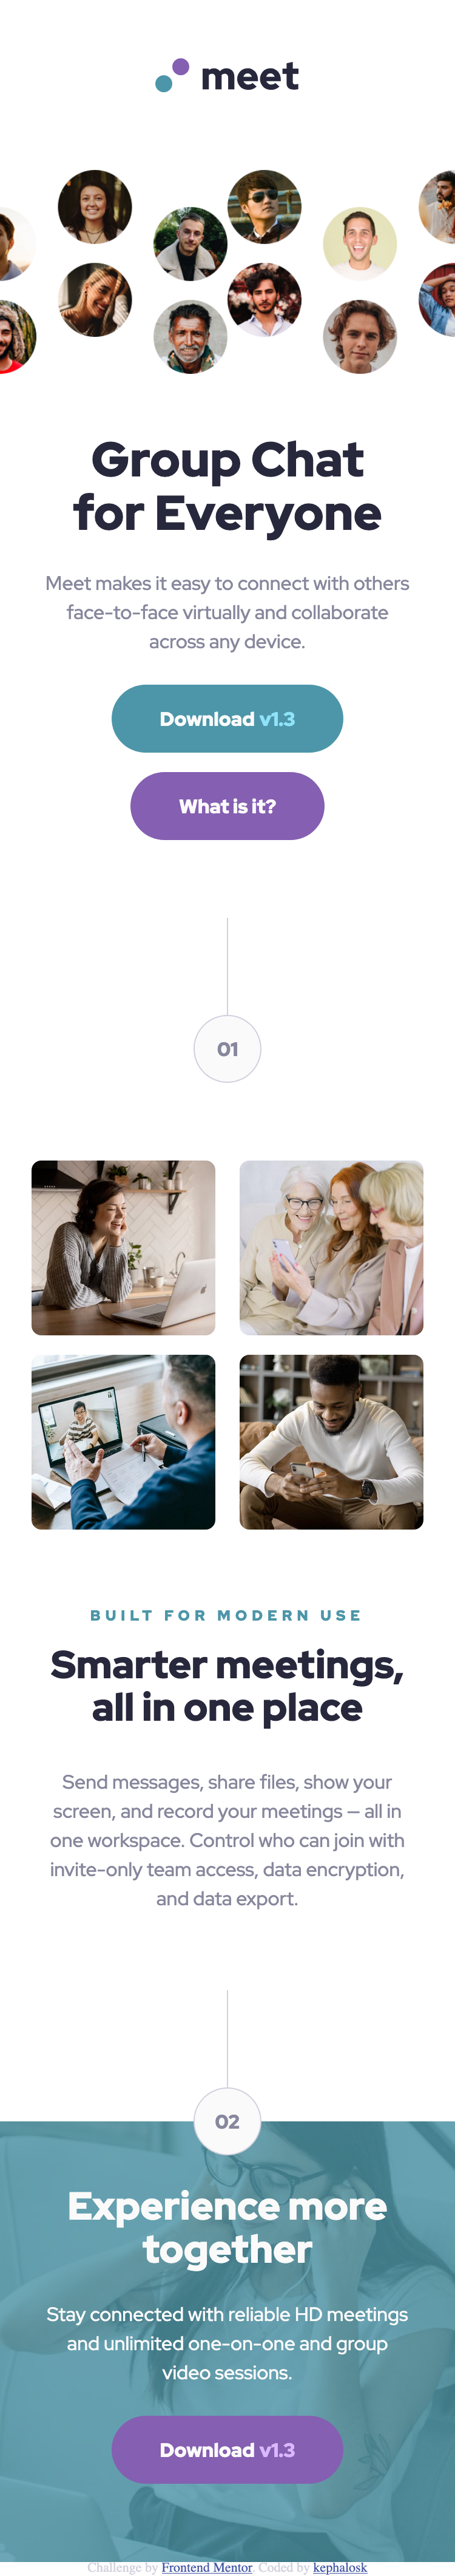 meet
Group Chat
for Everyone
Meet makes it easy to connect with others
face-to-face virtually and collaborate
across any device.
Download v1.3
What is it?
01
BUILT FOR MODERN USE
Smarter meetings,
all in one place
Send messages, share files, show your
screen, and record your meetings — all in
one workspace. Control who can join with
invite-only team access, data encryption,
and data export.
02
Experience more
together
Stay connected with reliable HD meetings
and unlimited one-on-one and group
video sessions.
Download v1.3
Challenge by Frontend Mentor. Coded by kephalosk